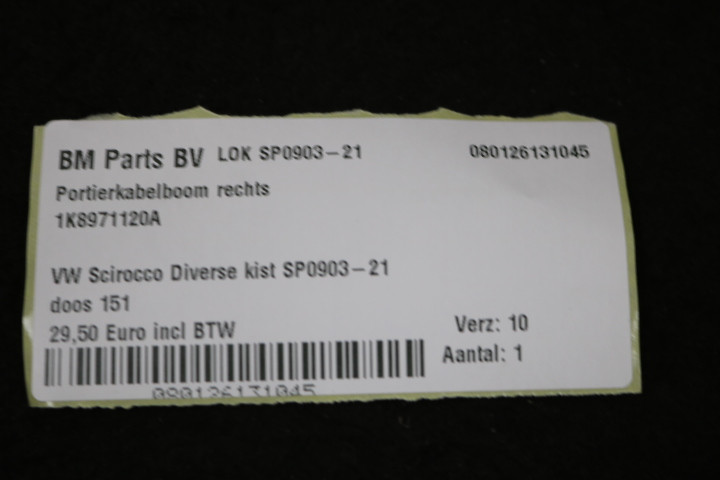 BM Parts BV LOK SP0903-21 080126131045
Portierkabelboom rechts
1K8971120A
VW Scirocco Diverse kist SP0903-21
doos 151
29,50 Euro incl BTW
Verz: 10
Aantal: 1
080126131045